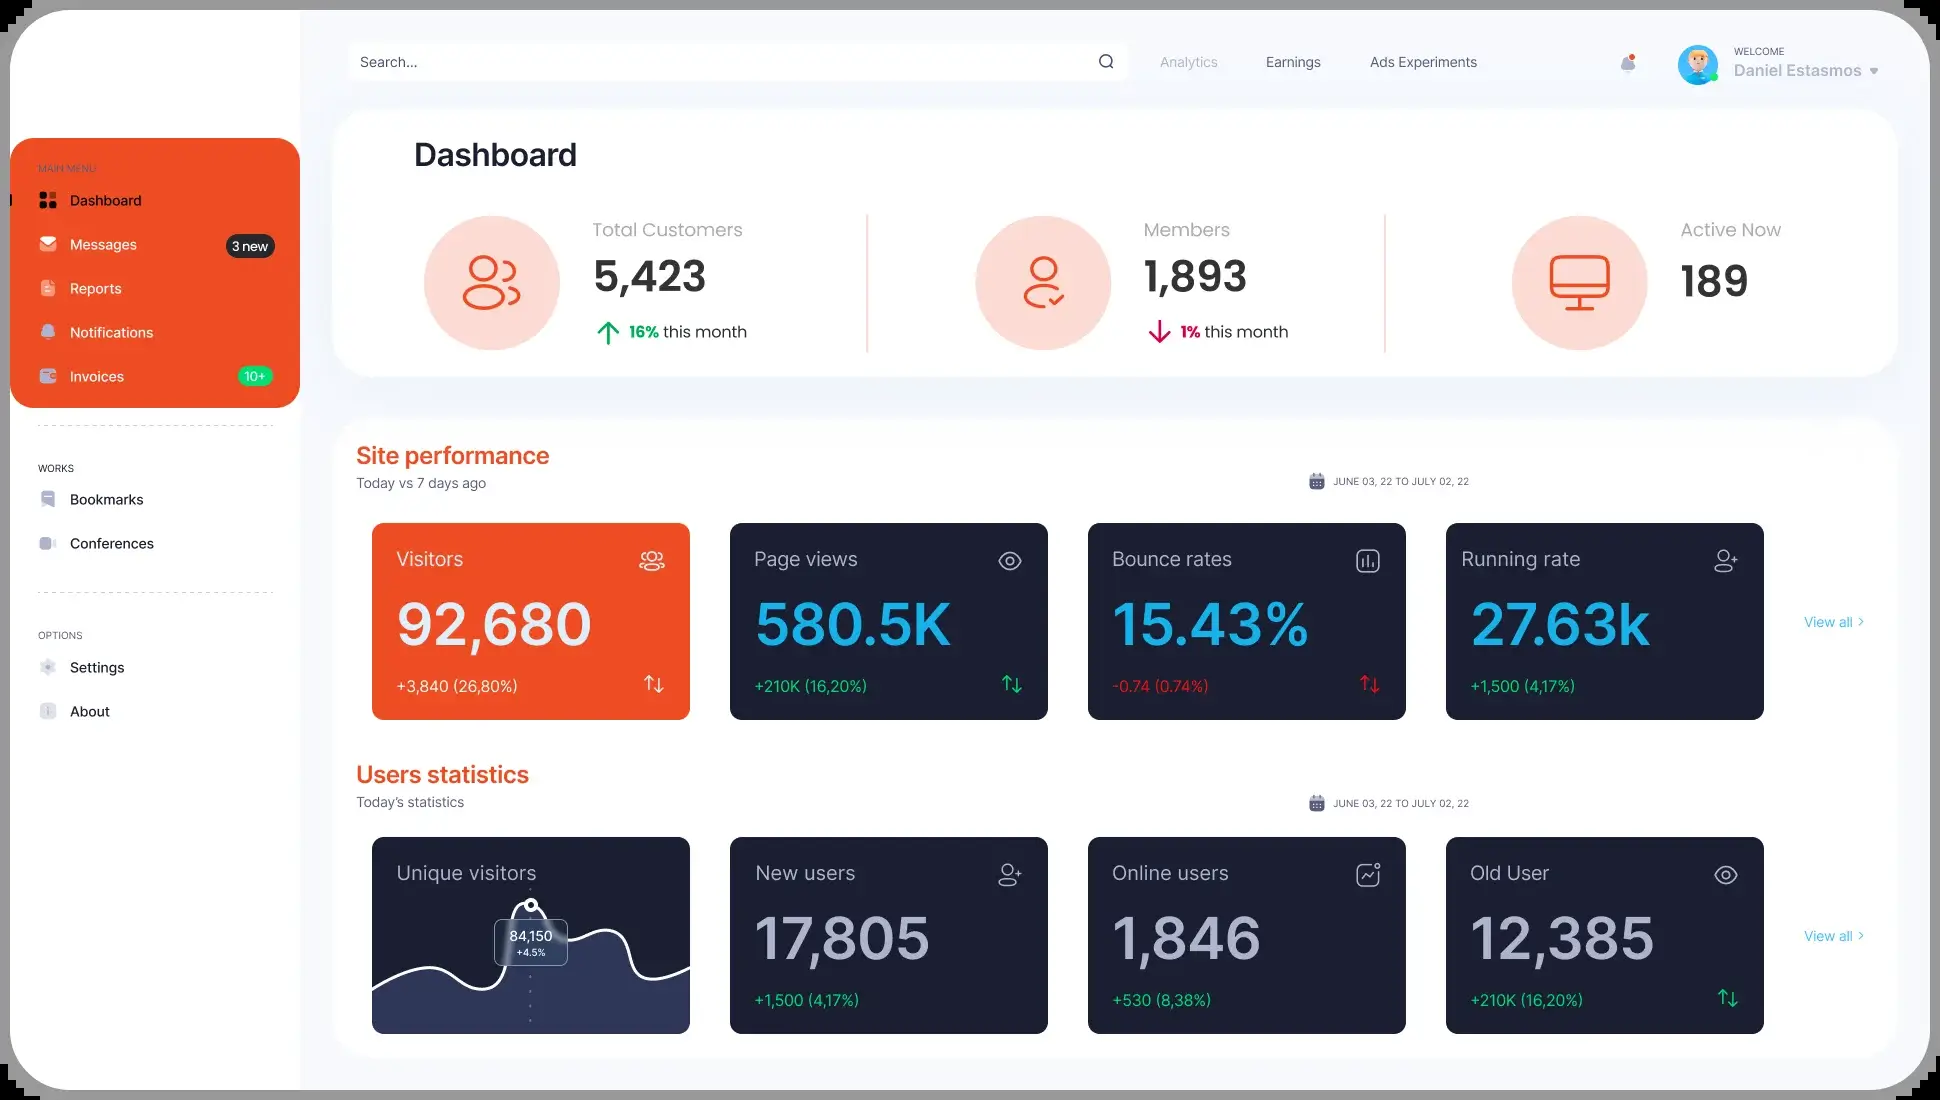 Search...
Analytics
Earnings
Ads Experiments
WELCOME
Daniel Estasmos
MAIN MENU
Dashboard
Messages
3 new
Reports
Notifications
Invoices
10+
WORKS
Bookmarks
Conferences
OPTIONS
Settings
About
Dashboard
Total Customers
5,423
16% this month
Members
1,893
1% this month
Active Now
189
Site performance
Today vs 7 days ago
JUNE 03, 22 TO JULY 02, 22
Visitors
92,680
+3,840 (26,80%)
Page views
580.5K
+210K (16,20%)
Bounce rates
15.43%
-0.74 (0.74%)
Running rate
27.63k
+1,500 (4,17%)
View all
Users statistics
Today's statistics
JUNE 03, 22 TO JULY 02, 22
Unique visitors
84,150
+4.5%
New users
17,805
+1,500 (4,17%)
Online users
1,846
+530 (8,38%)
Old User
12,385
+210K (16,20%)
View all